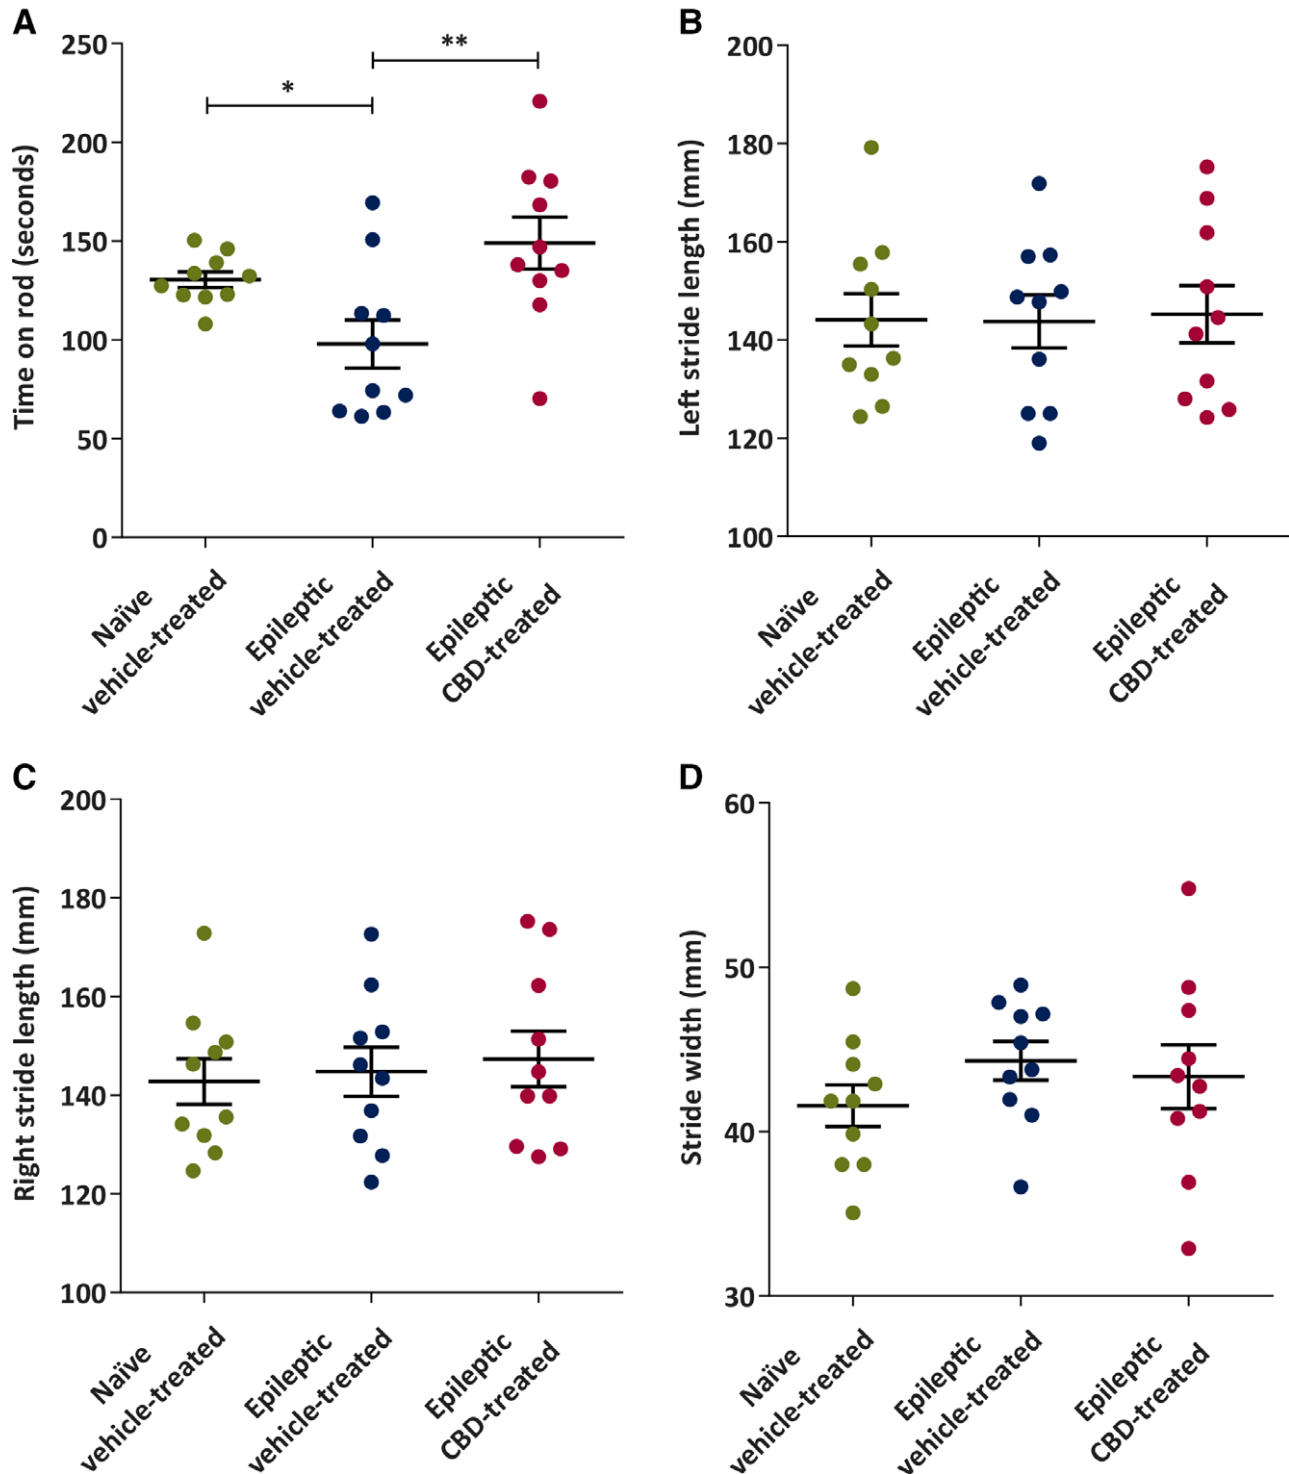 A
250
200
150
100
50
0
Time on rod (seconds)
*
**
Naïve
vehicle-treated
Epileptic
vehicle-treated
Epileptic
CBD-treated
B
200
180
160
140
120
100
Left stride length (mm)
Naïve
vehicle-treated
Epileptic
vehicle-treated
Epileptic
CBD-treated
C
200
180
160
140
120
100
Right stride length (mm)
Naïve
vehicle-treated
Epileptic
vehicle-treated
Epileptic
CBD-treated
D
60
50
40
30
Stride width (mm)
Naïve
vehicle-treated
Epileptic
vehicle-treated
Epileptic
CBD-treated